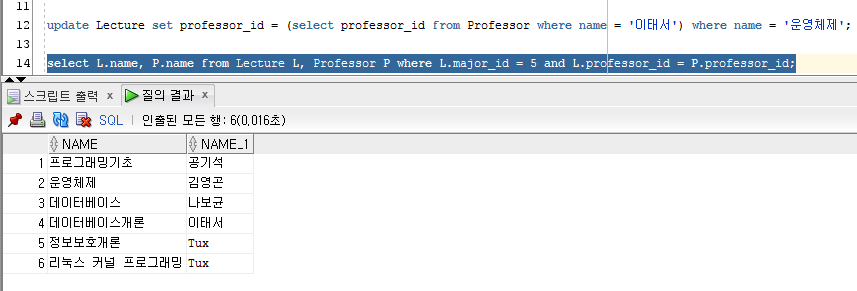 11
12 update Lecture set professor_id = (select professor_id from Professor where name = '이태서') where name = '운영체제';
13
14 select L.name, P.name from Lecture L, Professor P where L.major_id = 5 and L.professor_id = P.professor_id;
스크립트 출력 x 질의 결과 x
SQL | 인출된 모든 행: 6(0,016초)
NAME NAME_1
1 프로그래밍기초 공기석
2 운영체제 김영곤
3 데이터베이스 나보균
4 데이터베이스개론 이태서
5 정보보호개론 Tux
6 리눅스 커널 프로그래밍 Tux